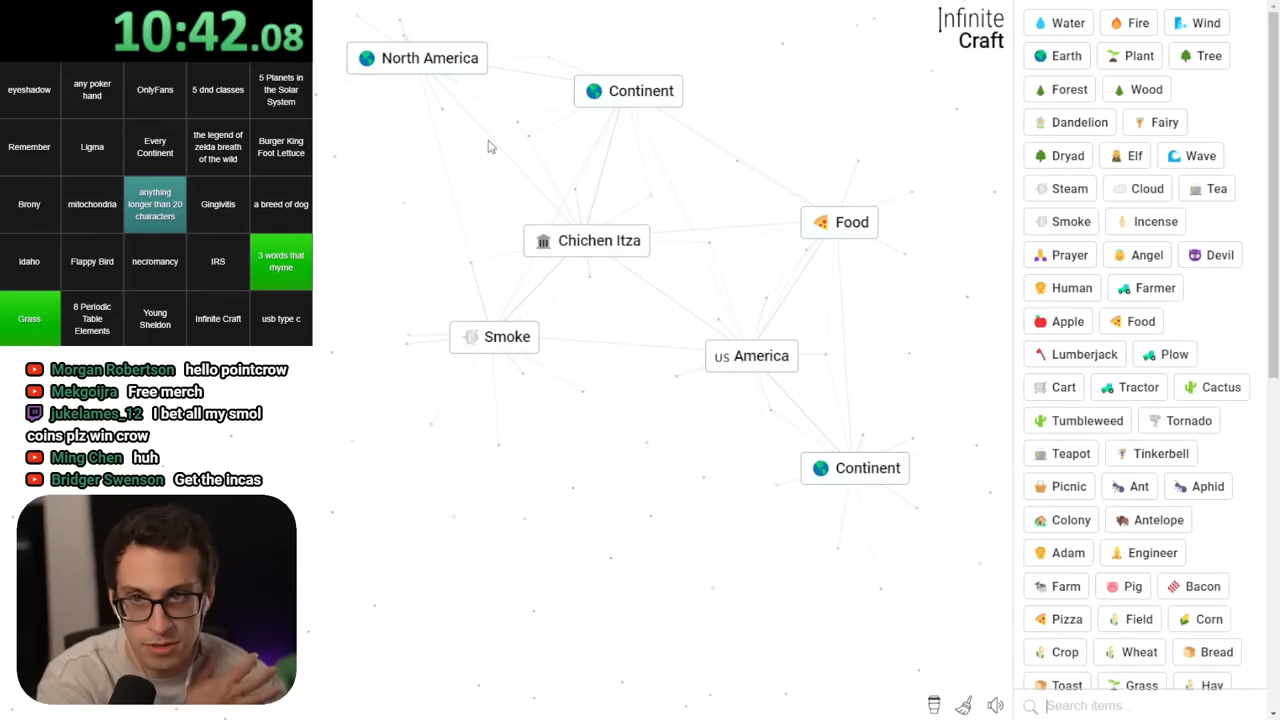 10:42.08
eyeshadow
any poker
hand
OnlyFans
5 dnd classes
5 Planets in
the Solar
System
Remember
Ligma
Every
Continent
the legend of
zelda breath
of the wild
Burger King
Foot Lettuce
Brony
mitochondria
anything
longer than 20
characters
Gingivitis
a breed of dog
idaho
Flappy Bird
necromancy
IRS
3 words that
rhyme
Grass
8 Periodic
Table
Elements
Young
Sheldon
Infinite Craft
usb type c
Morgan Robertson hello pointcrow
Mekgoijra Free merch
jukelames_12 I bet all my smol
coins plz win crow
Ming Chen huh
Bridger Swenson Get the incas
North America
Continent
Chichen Itza
Food
Smoke
US America
Continent
Infinite
Craft
Water Fire Wind
Earth Plant Tree
Forest Wood
Dandelion Fairy
Dryad Elf Wave
Steam Cloud Tea
Smoke Incense
Prayer Angel Devil
Human Farmer
Apple Food
Lumberjack Plow
Cart Tractor Cactus
Tumbleweed Tornado
Teapot Tinkerbell
Picnic Ant Aphid
Colony Antelope
Adam Engineer
Farm Pig Bacon
Pizza Field Corn
Crop Wheat Bread
Toast Grass Hay
Search items...